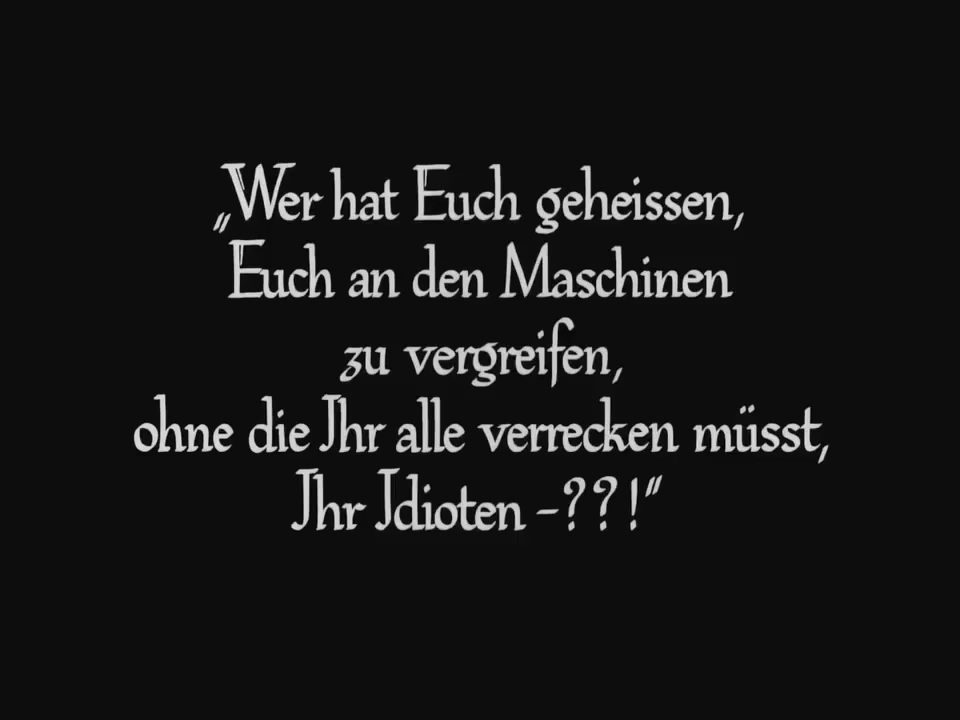 „Wer hat Euch geheissen,
Euch an den Maschinen
zu vergreifen,
ohne die Ihr alle verrecken müsst,
Ihr Idioten -??!"